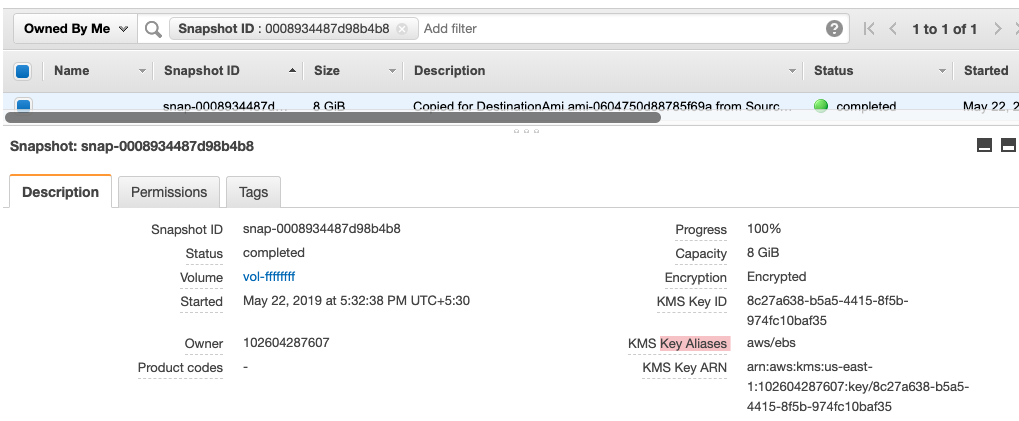 Owned By Me Snapshot ID : 0008934487d98b4b8 Add filter 1 to 1 of 1
Name Snapshot ID Size Description Status Started
snap-0008934487d... 8 GiB Copied for DestinationAmi ami-0604750d88785f69a from Sourc... completed May 22, 2
Snapshot: snap-0008934487d98b4b8
Description Permissions Tags
Snapshot ID snap-0008934487d98b4b8 Progress 100%
Status completed Capacity 8 GiB
Volume vol-ffffffff Encryption Encrypted
Started May 22, 2019 at 5:32:38 PM UTC+5:30 KMS Key ID 8c27a638-b5a5-4415-8f5b-
974fc10baf35
Owner 102604287607 KMS Key Aliases aws/ebs
Product codes - KMS Key ARN arn:aws:kms:us-east-
1:102604287607:key/8c27a638-b5a5-
4415-8f5b-974fc10baf35